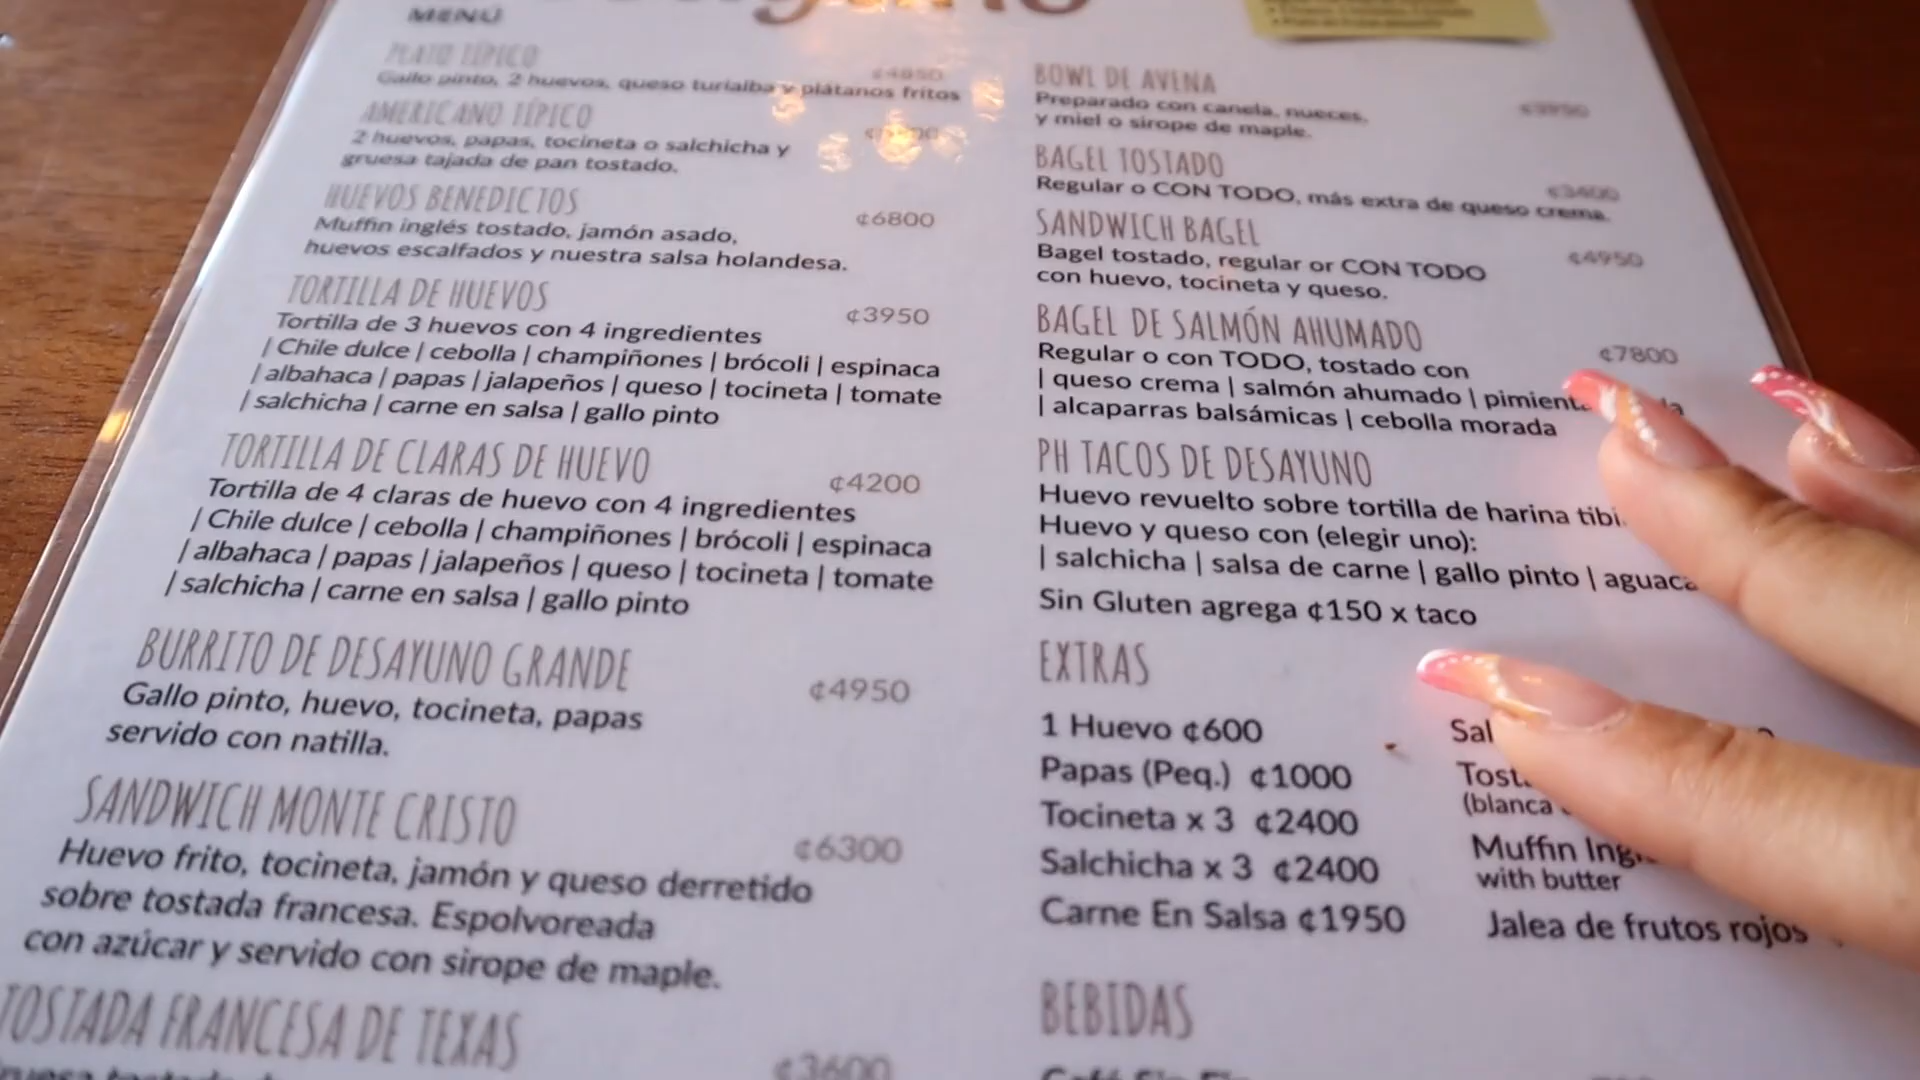 MENÚ
PLATO TÍPICO
¢4850
Gallo pinto, 2 huevos, queso turialba y plátanos fritos
AMERICANO TÍPICO
2 huevos, papas, tocineta o salchicha y
gruesa tajada de pan tostado.
HUEVOS BENEDICTOS
¢6800
Muffin inglés tostado, jamón asado,
huevos escalfados y nuestra salsa holandesa.
TORTILLA DE HUEVOS
¢3950
Tortilla de 3 huevos con 4 ingredientes
| Chile dulce | cebolla | champiñones | brócoli | espinaca
| albahaca | papas | jalapeños | queso | tocineta | tomate
| salchicha | carne en salsa | gallo pinto
TORTILLA DE CLARAS DE HUEVO
¢4200
Tortilla de 4 claras de huevo con 4 ingredientes
| Chile dulce | cebolla | champiñones | brócoli | espinaca
| albahaca | papas | jalapeños | queso | tocineta | tomate
| salchicha | carne en salsa | gallo pinto
BURRITO DE DESAYUNO GRANDE
¢4950
Gallo pinto, huevo, tocineta, papas
servido con natilla.
SANDWICH MONTE CRISTO
¢6300
Huevo frito, tocineta, jamón y queso derretido
sobre tostada francesa. Espolvoreada
con azúcar y servido con sirope de maple.
TOSTADA FRANCESA DE TEXAS
¢3600
BOWL DE AVENA
¢3950
Preparado con canela, nueces,
y miel o sirope de maple.
BAGEL TOSTADO
¢3400
Regular o CON TODO, más extra de queso crema.
SANDWICH BAGEL
¢4950
Bagel tostado, regular or CON TODO
con huevo, tocineta y queso.
BAGEL DE SALMÓN AHUMADO
¢7800
Regular o con TODO, tostado con
| queso crema | salmón ahumado |
| alcaparras balsámicas | cebolla morada
PH TACOS DE DESAYUNO
Huevo revuelto sobre tortilla de harina
Huevo y queso con (elegir uno):
| salchicha | salsa de carne | gallo pinto |
Sin Gluten agrega ¢150 x taco
EXTRAS
1 Huevo ¢600
Papas (Peq.) ¢1000
Tocineta x 3 ¢2400
Salchicha x 3 ¢2400
Carne En Salsa ¢1950
(blanca
Muffin
with butter
Jalea de frutos rojos
BEBIDAS